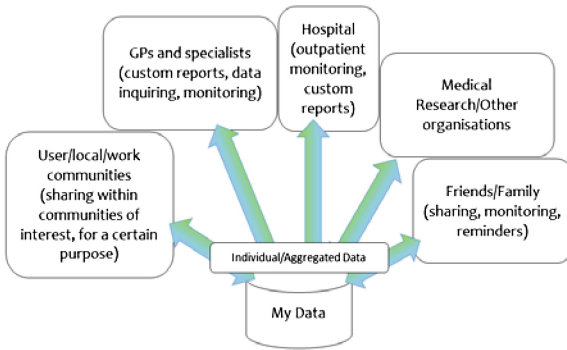 GPs and specialists
(custom reports, data
inquiring, monitoring)
Hospital
(outpatient
monitoring,
custom
reports)
Medical
Research/Other
organisations
User/local/work
communities
(sharing within
communities of
interest, for a certain
purpose)
Friends/Family
(sharing, monitoring,
reminders)
Individual/Aggregated Data
My Data